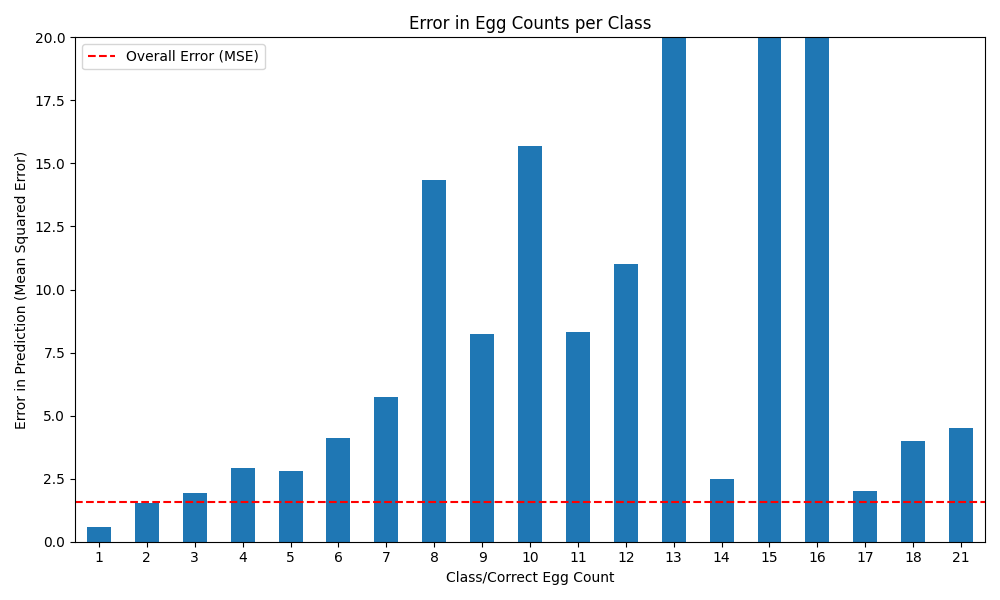 Error in Egg Counts per Class
Overall Error (MSE)
Error in Prediction (Mean Squared Error)
20.0
17.5
15.0
12.5
10.0
7.5
5.0
2.5
0.0
1 2 3 4 5 6 7 8 9 10 11 12 13 14 15 16 17 18 21
Class/Correct Egg Count